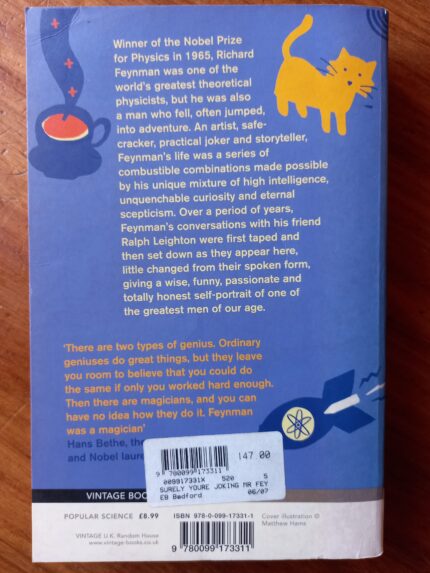 Winner of the Nobel Prize
for Physics in 1965, Richard
Feynman was one of the
world's greatest theoretical
physicists, but he was also
a man who fell, often jumped,
into adventure. An artist, safe-
cracker, practical joker and storyteller,
Feynman's life was a series of
combustible combinations made possible
by his unique mixture of high intelligence,
unquenchable curiosity and eternal
scepticism. Over a period of years,
Feynman's conversations with his friend
Ralph Leighton were first taped and
then set down as they appear here,
little changed from their spoken form,
giving a wise, funny, passionate and
totally honest self-portrait of one of
the greatest men of our age.
'There are two types of genius. Ordinary
geniuses do great things, but they leave
you room to believe that you could do
the same if only you worked hard enough.
Then there are magicians, and you can
have no idea how they do it. Feynman
was a magician'
Hans Bethe,
and Nobel
9 780099 173311
147.00
009917331X 520 5
SURELY YOURE JOKING MR FEY
EB Bedford 06/07
VINTAGE
POPULAR SCIENCE £8.99
ISBN 978-0-099-17331-1
Cover illustration ©
Matthew Hams
VINTAGE U.K. Random House
www.vintage-books.co.uk
9 780099 173311